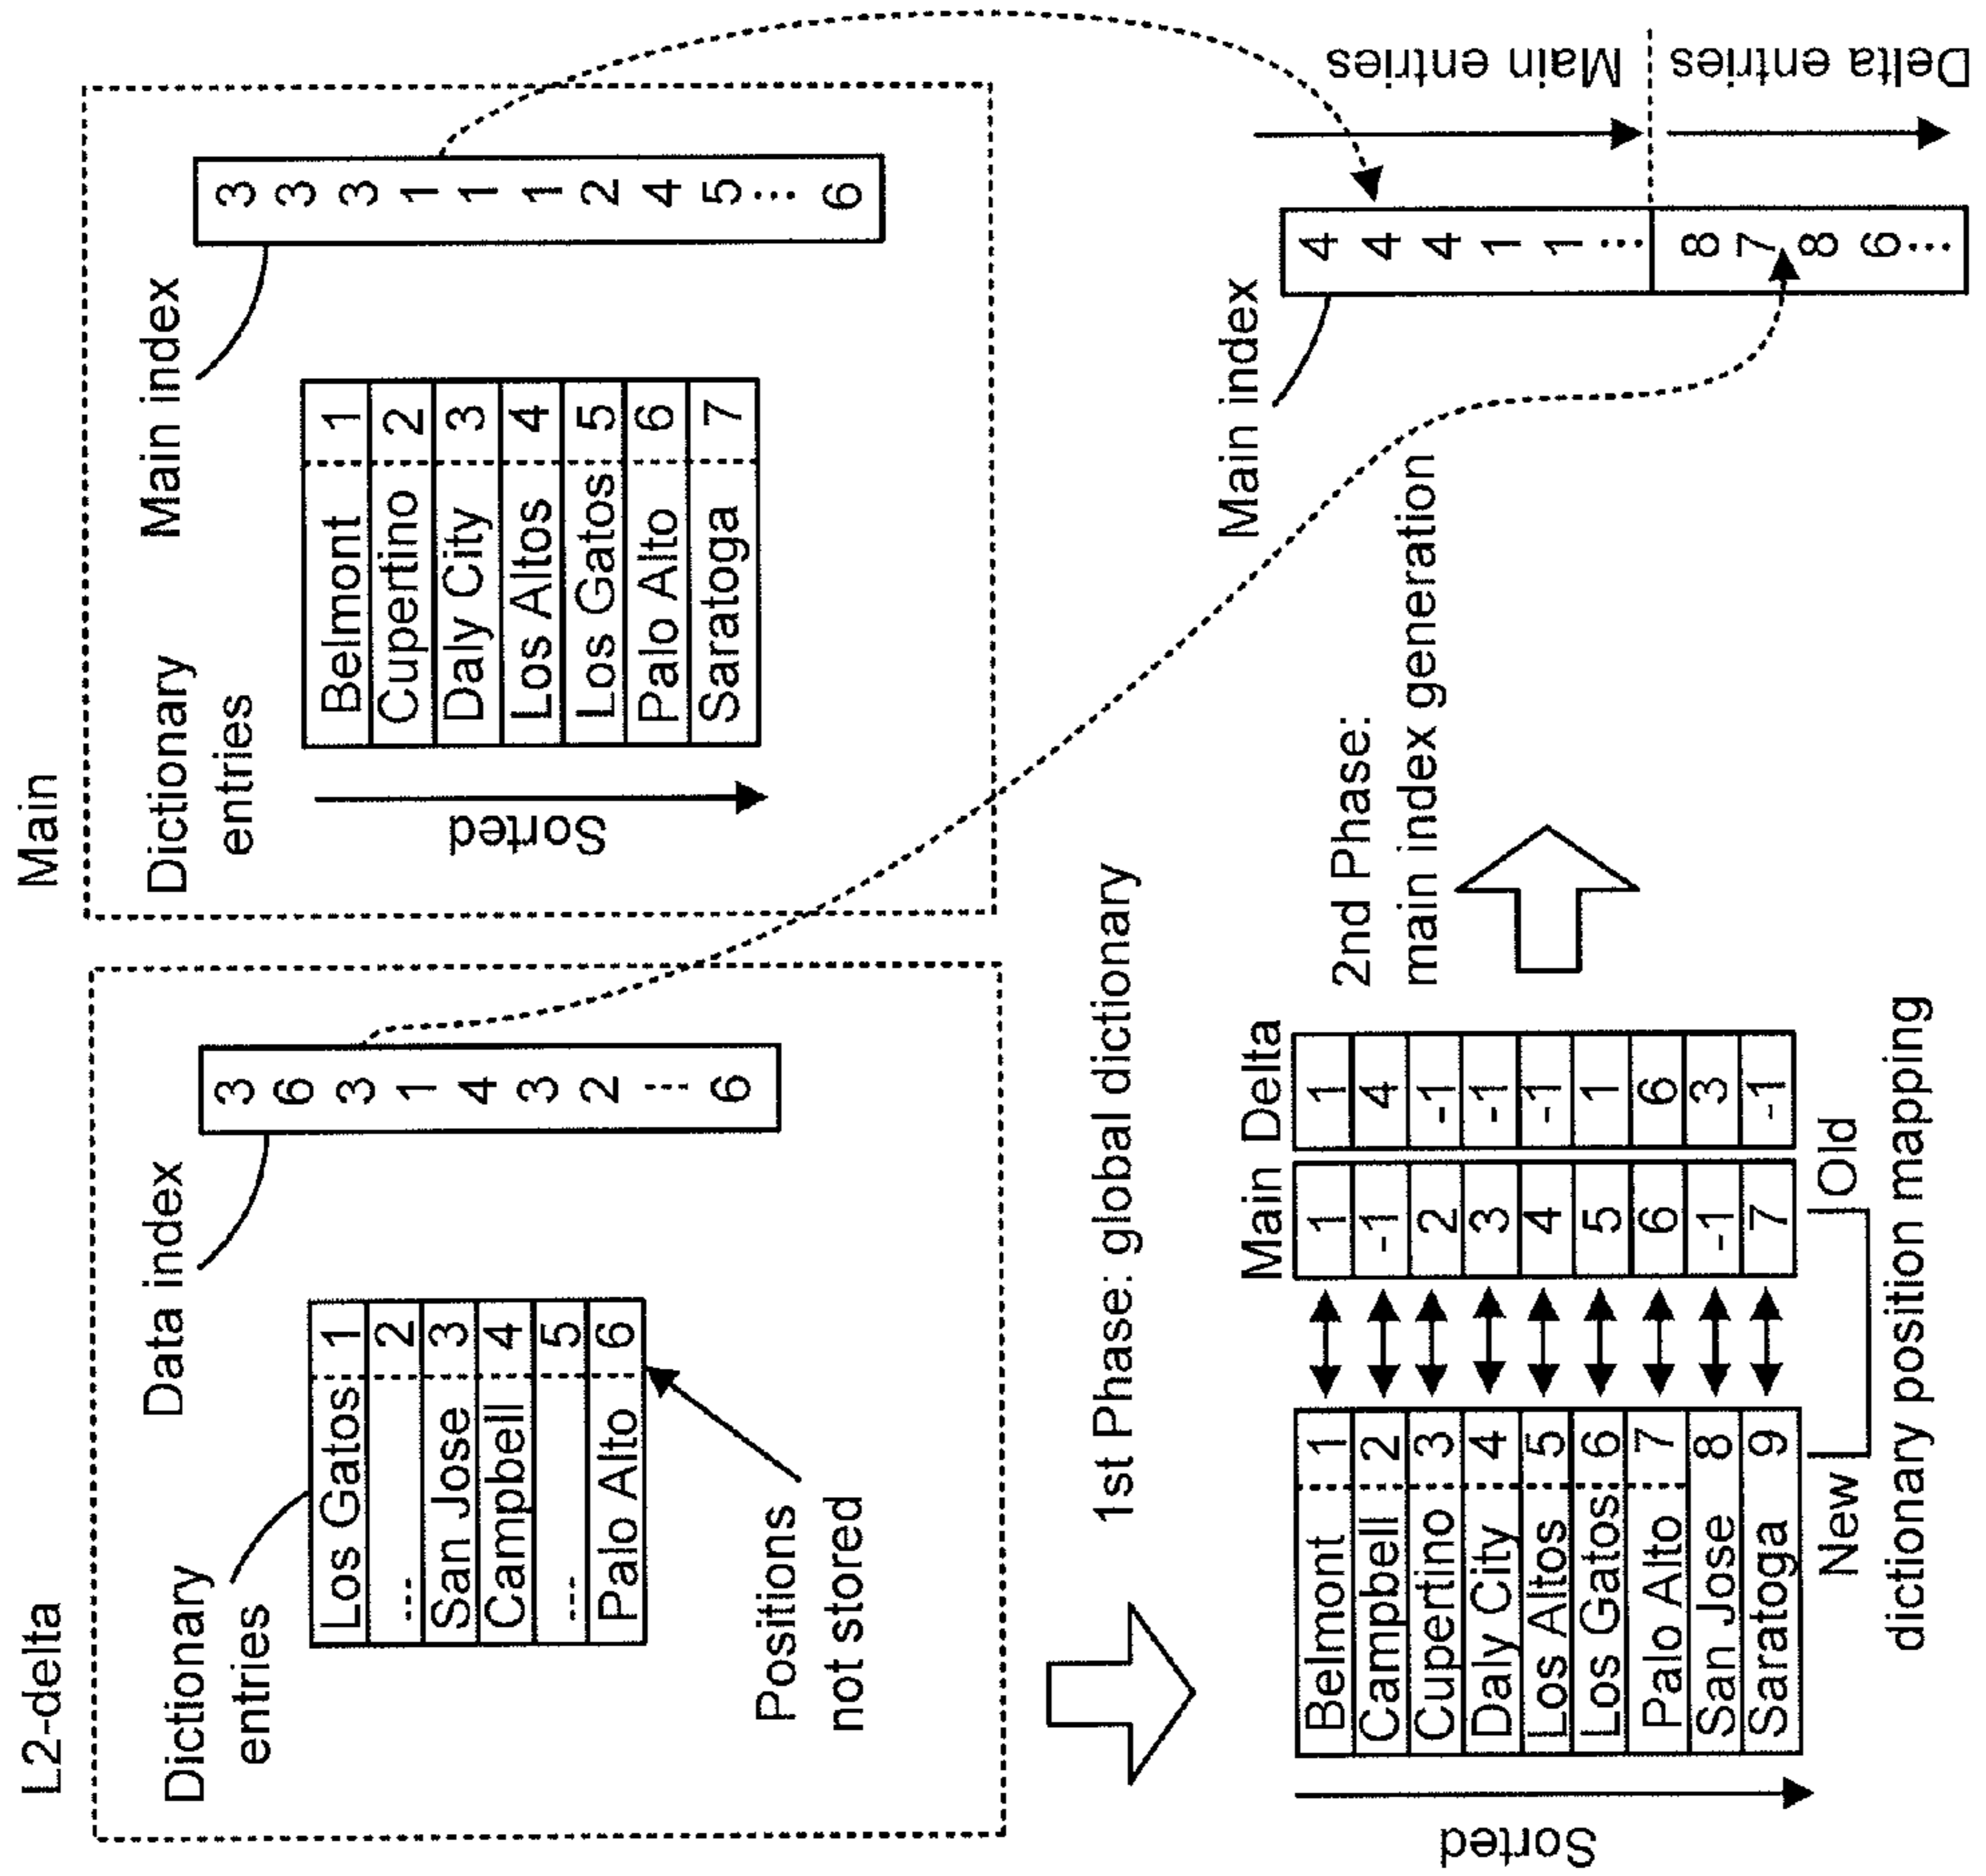 L2-delta
Dictionary
entries
Los Gatos 1
... 2
San Jose 3
Campbell 4
... 5
Palo Alto 6
Data index
3
6
3
1
4
3
2
...
6
Positions
not stored
Main
Dictionary
entries
Sorted
Belmont 1
Cupertino 2
Daly City 3
Los Altos 4
Los Gatos 5
Palo Alto 6
Saratoga 7
Main index
3
3
3
1
1
1
2
4
5
...
6
1st Phase: global dictionary
Sorted
Main Delta
Belmont 1 1 1
Campbell 2 -1 4
Cupertino 3 2 -1
Daly City 4 3 -1
Los Altos 5 4 -1
Los Gatos 6 5 1
Palo Alto 7 6 6
San Jose 8 -1 3
Saratoga 9 7 -1
New Old
dictionary position mapping
2nd Phase:
main index generation
Main index
4
4
4
1
1
...
8
7
8
6
...
Main entries
Delta entries